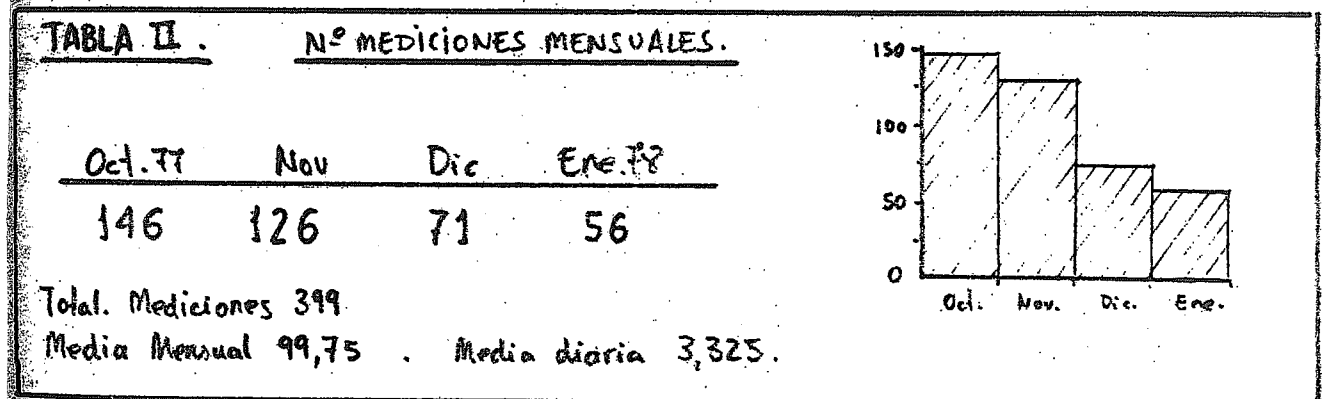 TABLA II. Nº MEDICIONES MENSUALES.
Oct.77 Nov Dic Ene.78
146 126 71 56
Total. Mediciones 399
Media Mensual 99,75 . Media diaria 3,325.
150
100
50
0
Oct. Nov. Dic. Ene.